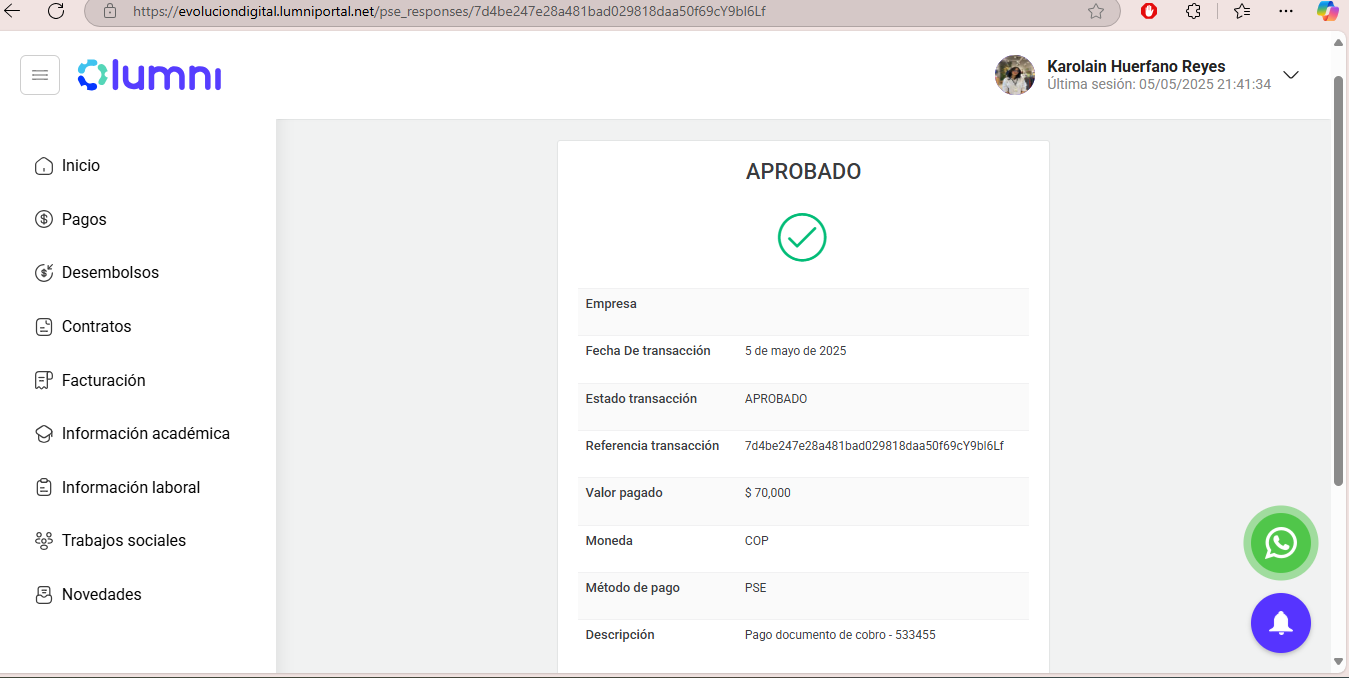 https://evoluciondigital.lumniportal.net/pse_responses/7d4be247e28a481bad029818daa50f69cY9bl6Lf
lumni
Karolain Huerfano Reyes
Última sesión: 05/05/2025 21:41:34
Inicio
Pagos
Desembolsos
Contratos
Facturación
Información académica
Información laboral
Trabajos sociales
Novedades
APROBADO
Empresa
Fecha De transacción 5 de mayo de 2025
Estado transacción APROBADO
Referencia transacción 7d4be247e28a481bad029818daa50f69cY9bl6Lf
Valor pagado $ 70,000
Moneda COP
Método de pago PSE
Descripción Pago documento de cobro - 533455